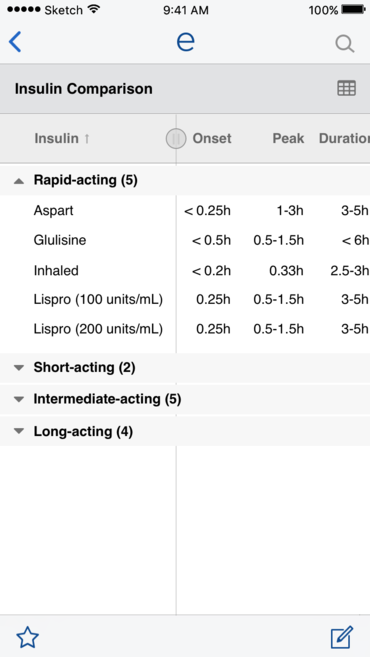 Sketch 9:41 AM 100%
e
Insulin Comparison
Insulin ↑ Onset Peak Duration
Rapid-acting (5)
Aspart < 0.25h 1-3h 3-5h
Glulisine < 0.5h 0.5-1.5h < 6h
Inhaled < 0.2h 0.33h 2.5-3h
Lispro (100 units/mL) 0.25h 0.5-1.5h 3-5h
Lispro (200 units/mL) 0.25h 0.5-1.5h 3-5h
Short-acting (2)
Intermediate-acting (5)
Long-acting (4)